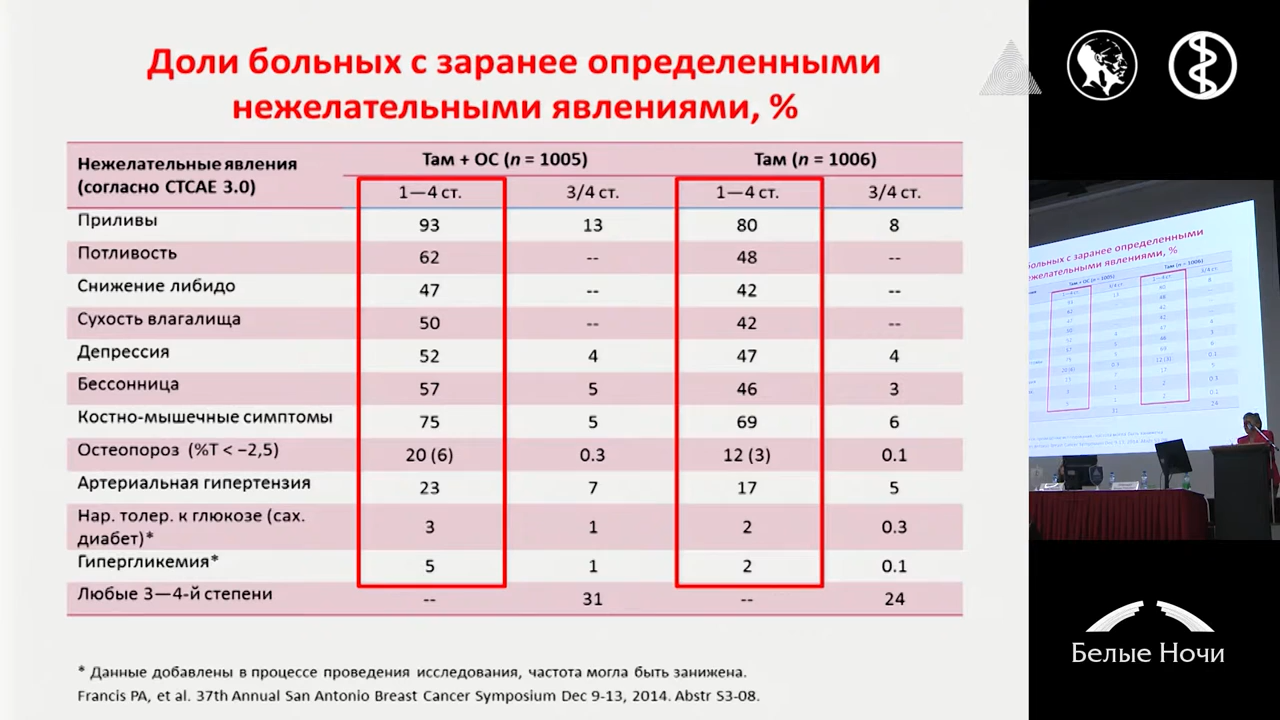 Доли больных с заранее определенными
нежелательными явлениями, %
Нежелательные явления
(согласно CTCAE 3.0)
Там + ОС (n = 1005) Там (n = 1006)
1—4 ст. 3/4 ст. 1—4 ст. 3/4 ст.
Приливы 93 13 80 8
Потливость 62 -- 48 --
Снижение либидо 47 -- 42 --
Сухость влагалища 50 -- 42 --
Депрессия 52 4 47 4
Бессонница 57 5 46 3
Костно-мышечные симптомы 75 5 69 6
Остеопороз (%T < −2,5) 20 (6) 0.3 12 (3) 0.1
Артериальная гипертензия 23 7 17 5
Нар. толер. к глюкозе (сах.
диабет)* 3 1 2 0.3
Гипергликемия* 5 1 2 0.1
Любые 3—4-й степени -- 31 -- 24
* Данные добавлены в процессе проведения исследования, частота могла быть занижена.
Francis PA, et al. 37th Annual San Antonio Breast Cancer Symposium Dec 9-13, 2014. Abstr S3-08.
Белые Ночи